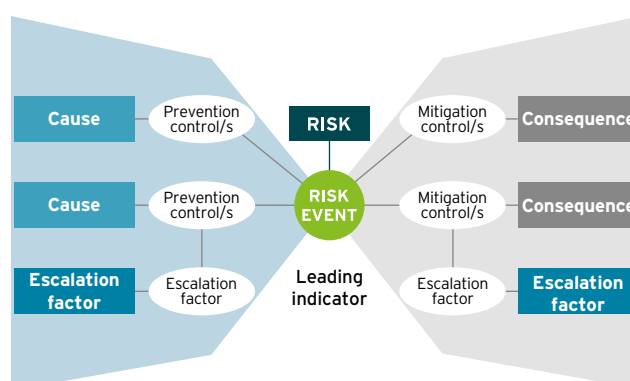 Cause
Prevention
control/s
RISK
Mitigation
control/s
Consequence
Cause
Prevention
control/s
RISK
EVENT
Mitigation
control/s
Consequence
Escalation
factor
Escalation
factor
Leading
indicator
Escalation
factor
Escalation
factor